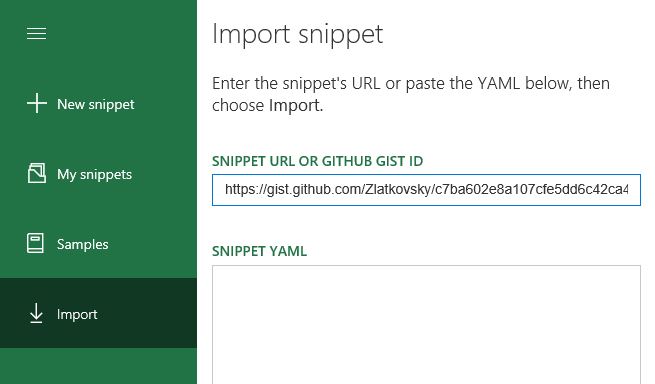 Import snippet
Enter the snippet's URL or paste the YAML below, then
choose Import.
New snippet
My snippets
Samples
Import
SNIPPET URL OR GITHUB GIST ID
https://gist.github.com/Zlatkovsky/c7ba602e8a107cfe5dd6c42ca4
SNIPPET YAML